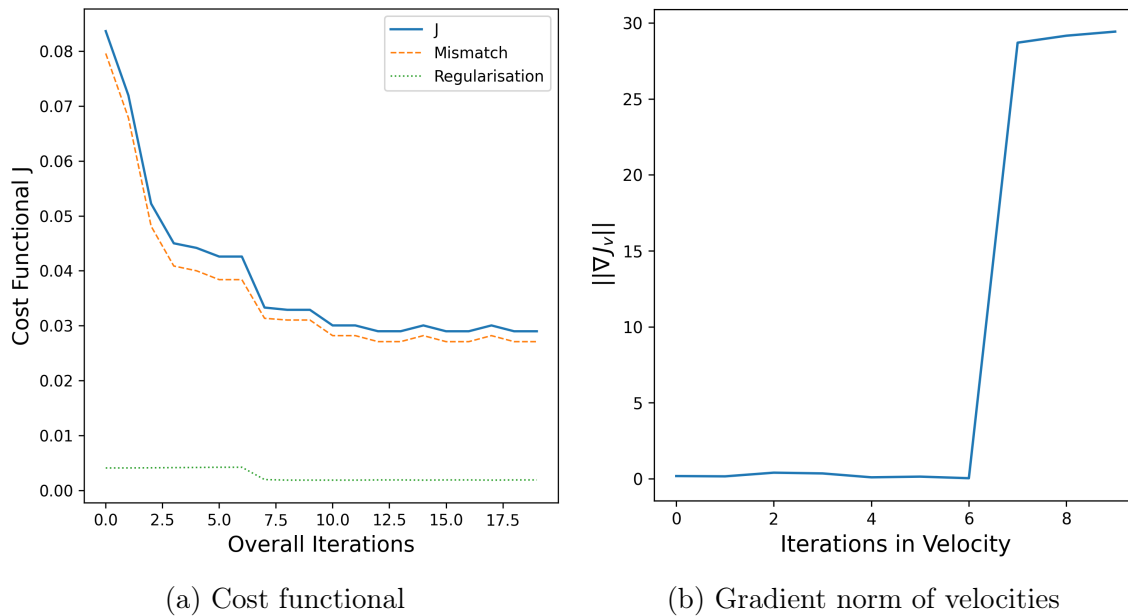 J
Mismatch
Regularisation
0.08
0.07
0.06
0.05
0.04
0.03
0.02
0.01
0.00
Cost Functional J
0.0 2.5 5.0 7.5 10.0 12.5 15.0 17.5
Overall Iterations
(a) Cost functional
30
25
20
15
10
5
0
||∇J_v||
0 2 4 6 8
Iterations in Velocity
(b) Gradient norm of velocities